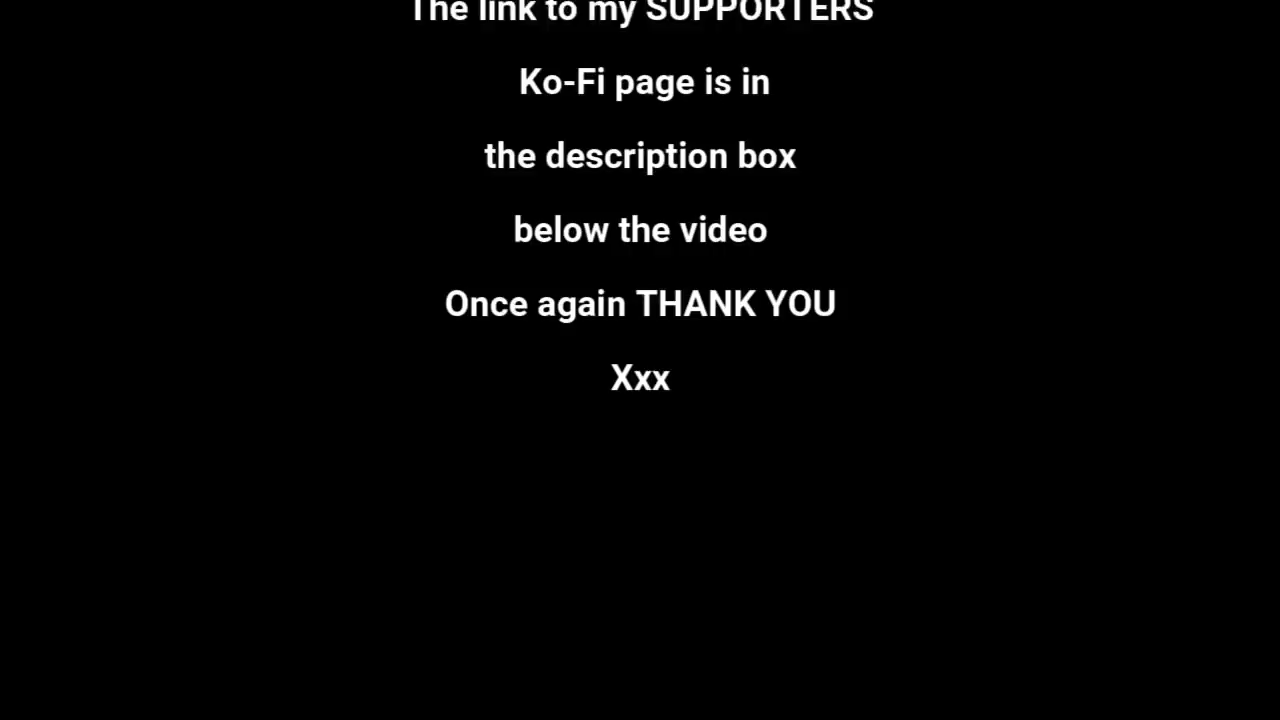 The link to my SUPPORTERS
Ko-Fi page is in
the description box
below the video
Once again THANK YOU
Xxx